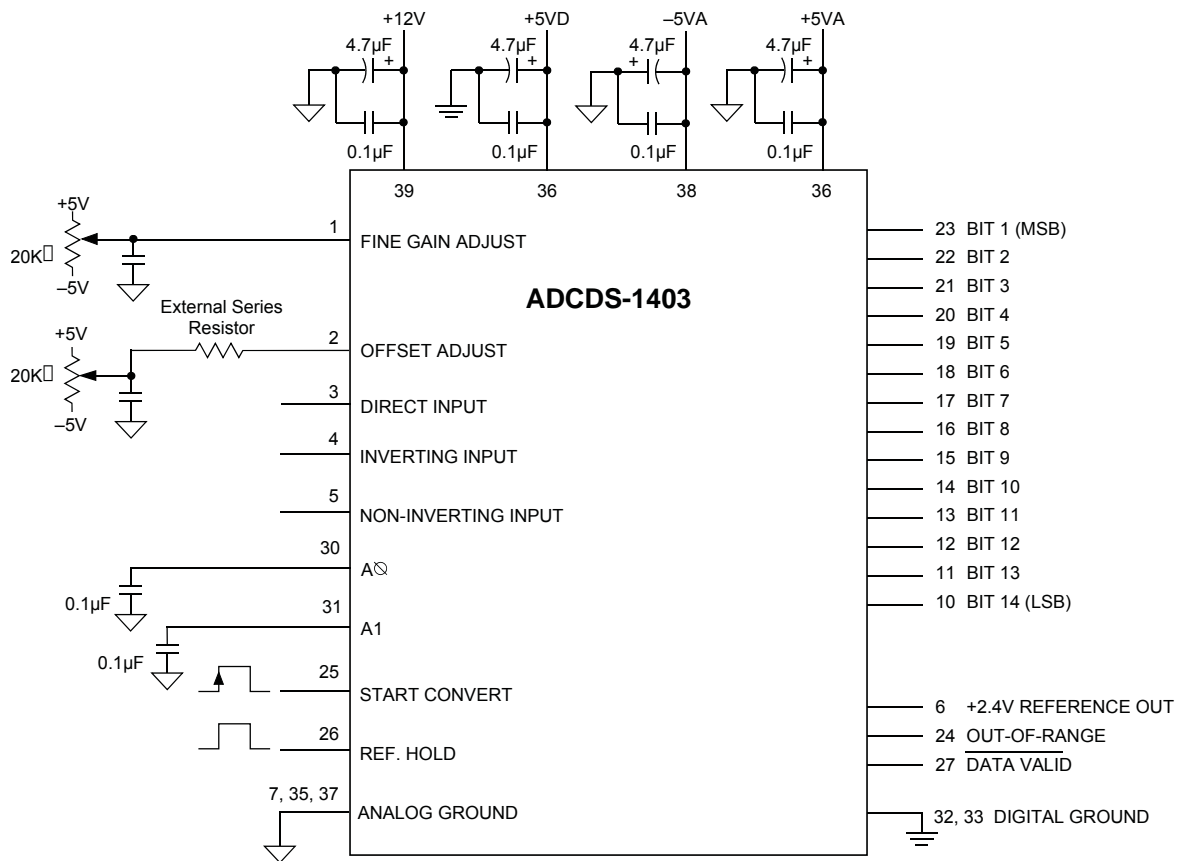 +12V
+5VD
–5VA
+5VA
4.7µF
+
4.7µF
+
4.7µF
+
4.7µF
+
0.1µF
0.1µF
0.1µF
0.1µF
39
36
38
36
+5V
20K▯
–5V
1
FINE GAIN ADJUST
ADCDS-1403
External Series
Resistor
+5V
20K▯
–5V
2
OFFSET ADJUST
3
DIRECT INPUT
4
INVERTING INPUT
5
NON-INVERTING INPUT
30
A⦰
0.1µF
31
A1
0.1µF
25
START CONVERT
26
REF. HOLD
7, 35, 37
ANALOG GROUND
23 BIT 1 (MSB)
22 BIT 2
21 BIT 3
20 BIT 4
19 BIT 5
18 BIT 6
17 BIT 7
16 BIT 8
15 BIT 9
14 BIT 10
13 BIT 11
12 BIT 12
11 BIT 13
10 BIT 14 (LSB)
6 +2.4V REFERENCE OUT
24 OUT-OF-RANGE
27 DATA VALID
32, 33 DIGITAL GROUND